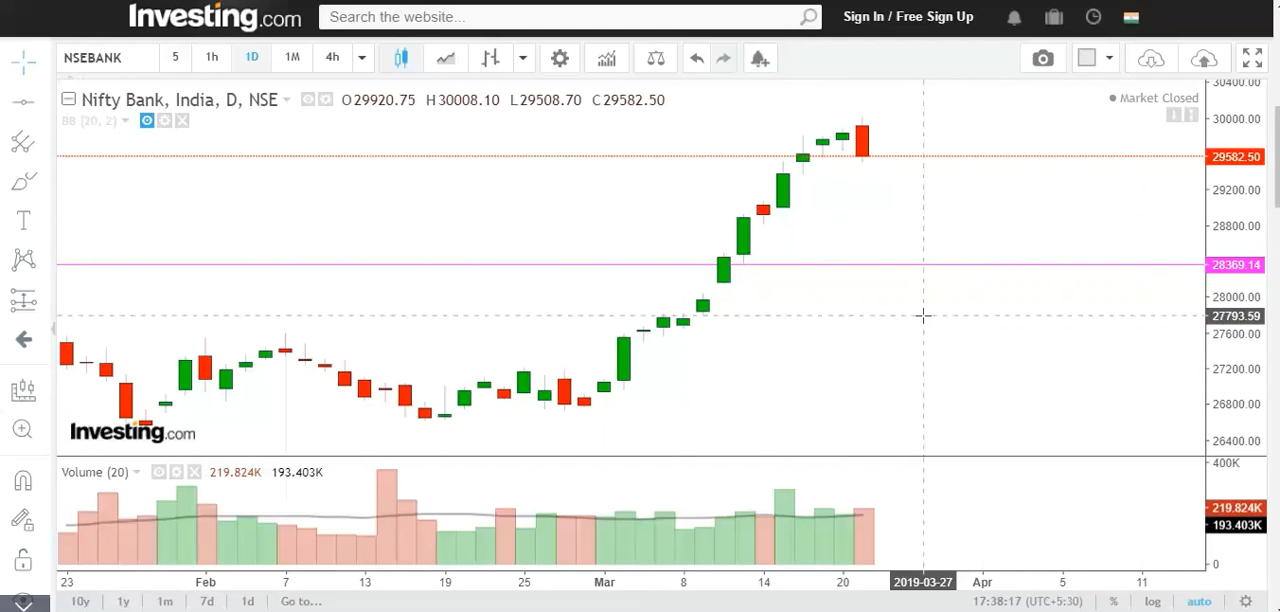 Investing.com
Search the website...
Sign In / Free Sign Up
NSEBANK 5 1h 1D 1M 4h
Nifty Bank, India, D, NSE O29920.75 H30008.10 L29508.70 C29582.50
Market Closed
BB (20, 2)
30400.00
30000.00
29582.50
29200.00
28800.00
28369.14
28000.00
27793.59
27600.00
27200.00
26800.00
26400.00
Investing.com
Volume (20) 219.824K 193.403K
400K
219.824K
193.403K
0
23 Feb 7 13 19 25 Mar 8 14 20 2019-03-27 Apr 5 11
10y 1y 1m 7d 1d Go to... 17:38:17 (UTC+5:30) % log auto